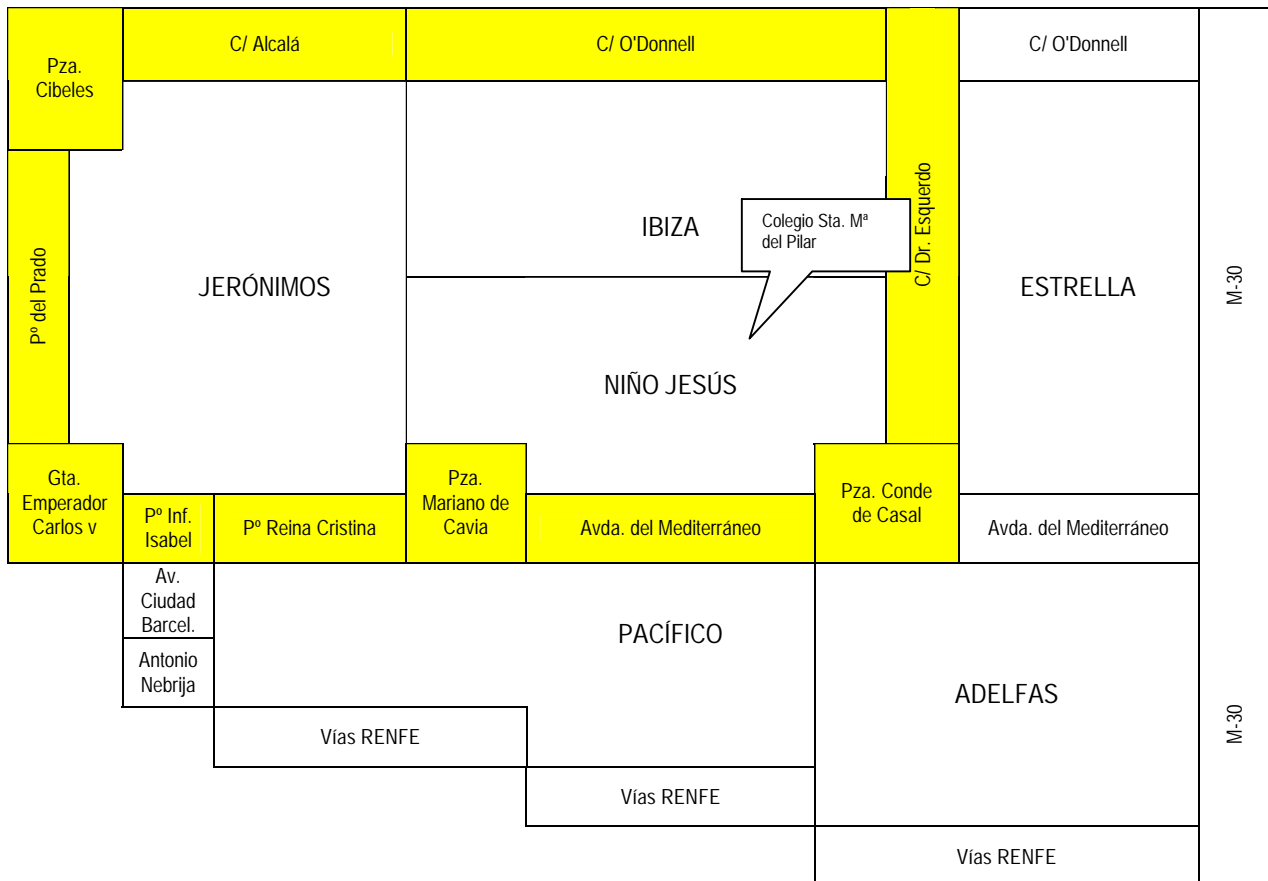 Pza.
Cibeles
C/ Alcalá
C/ O'Donnell
C/ O'Donnell
Pº del Prado
JERÓNIMOS
IBIZA
Colegio Sta. Mª
del Pilar
C/ Dr. Esquerdo
ESTRELLA
M-30
NIÑO JESÚS
Gta.
Emperador
Carlos v
Pº Inf.
Isabel
Pº Reina Cristina
Pza.
Mariano de
Cavia
Avda. del Mediterráneo
Pza. Conde
de Casal
Avda. del Mediterráneo
Av.
Ciudad
Barcel.
Antonio
Nebrija
PACÍFICO
ADELFAS
M-30
Vías RENFE
Vías RENFE
Vías RENFE